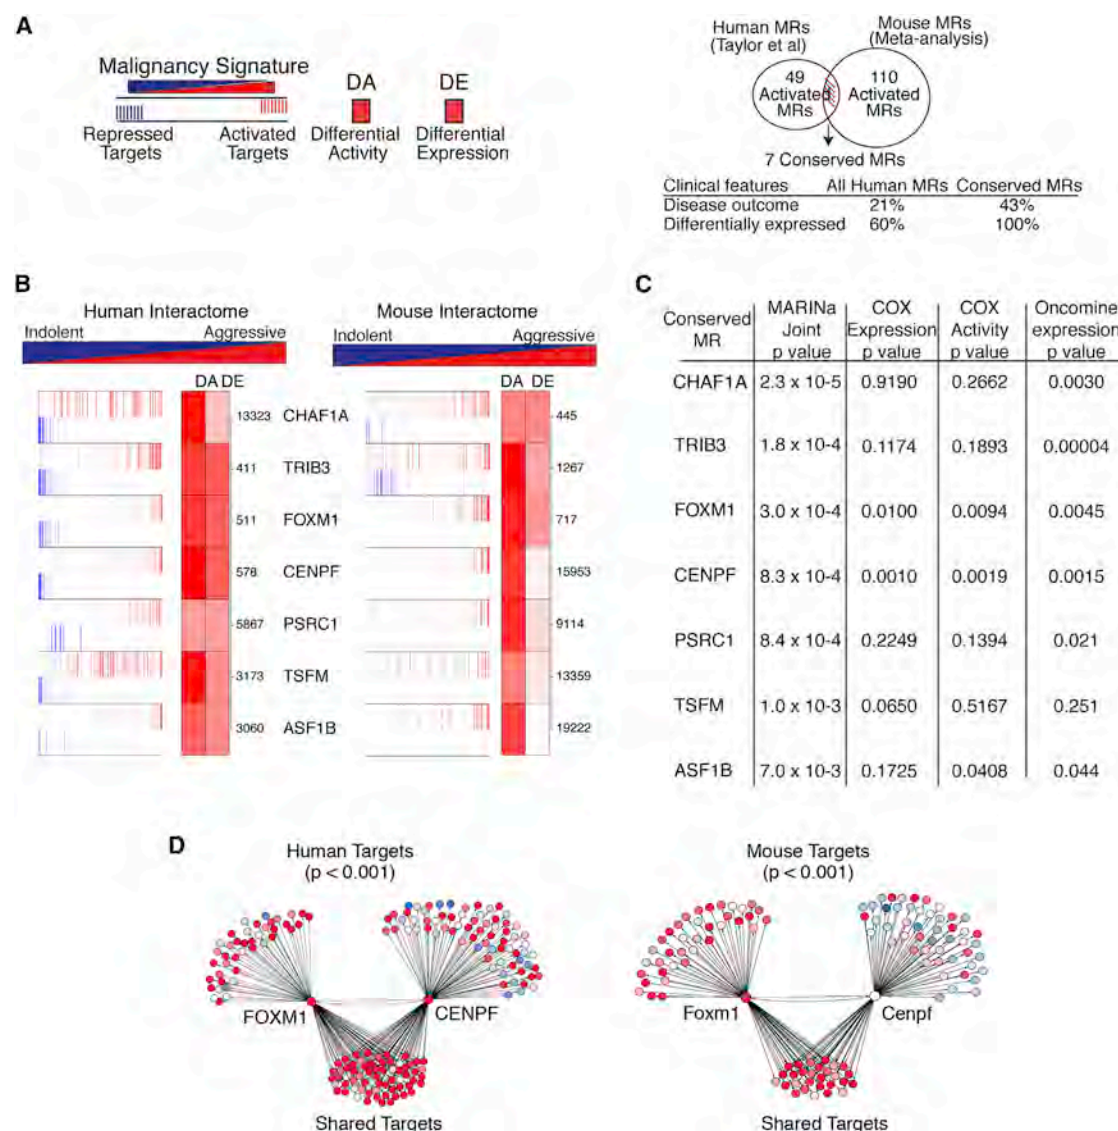 A
Malignancy Signature
Repressed Targets
Activated Targets
DA
Differential Activity
DE
Differential Expression
Human MRs (Taylor et al)
Mouse MRs (Meta-analysis)
49 Activated MRs
110 Activated MRs
7 Conserved MRs
Clinical features All Human MRs Conserved MRs
Disease outcome 21% 43%
Differentially expressed 60% 100%
B
Human Interactome
Mouse Interactome
Indolent Aggressive
Indolent Aggressive
DA DE
DA DE
13323 CHAF1A 445
411 TRIB3 1267
511 FOXM1 717
578 CENPF 15953
5867 PSRC1 9114
3173 TSFM 13359
3060 ASF1B 19222
C
Conserved MR
MARINa Joint p value
COX Expression p value
COX Activity p value
Oncomine expression p value
CHAF1A 2.3 x 10-5 0.9190 0.2662 0.0030
TRIB3 1.8 x 10-4 0.1174 0.1893 0.00004
FOXM1 3.0 x 10-4 0.0100 0.0094 0.0045
CENPF 8.3 x 10-4 0.0010 0.0019 0.0015
PSRC1 8.4 x 10-4 0.2249 0.1394 0.021
TSFM 1.0 x 10-3 0.0650 0.5167 0.251
ASF1B 7.0 x 10-3 0.1725 0.0408 0.044
D
Human Targets
(p < 0.001)
FOXM1 CENPF
Shared Targets
Mouse Targets
(p < 0.001)
Foxm1 Cenpf
Shared Targets